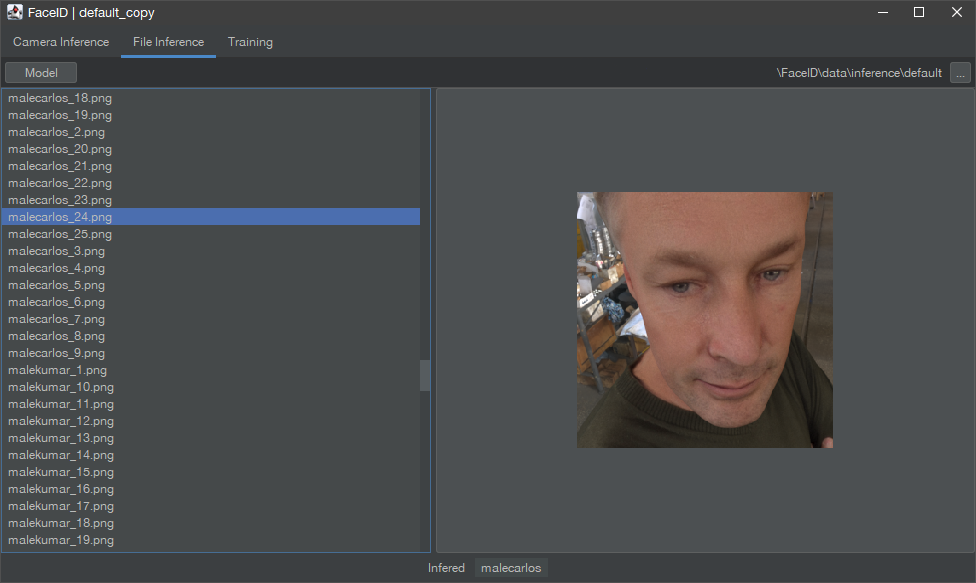 FaceID | default_copy
Camera Inference File Inference Training
Model \FaceID\data\inference\default ...
malecarlos_18.png
malecarlos_19.png
malecarlos_2.png
malecarlos_20.png
malecarlos_21.png
malecarlos_22.png
malecarlos_23.png
malecarlos_24.png
malecarlos_25.png
malecarlos_3.png
malecarlos_4.png
malecarlos_5.png
malecarlos_6.png
malecarlos_7.png
malecarlos_8.png
malecarlos_9.png
malekumar_1.png
malekumar_10.png
malekumar_11.png
malekumar_12.png
malekumar_13.png
malekumar_14.png
malekumar_15.png
malekumar_16.png
malekumar_17.png
malekumar_18.png
malekumar_19.png
Infered malecarlos